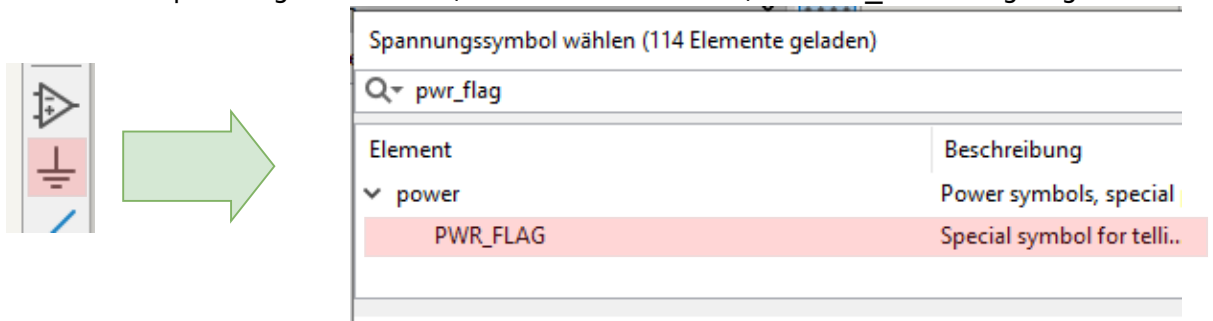 Spannungssymbol wählen (114 Elemente geladen)
pwr_flag
Element Beschreibung
power Power symbols, special
PWR_FLAG Special symbol for telli..